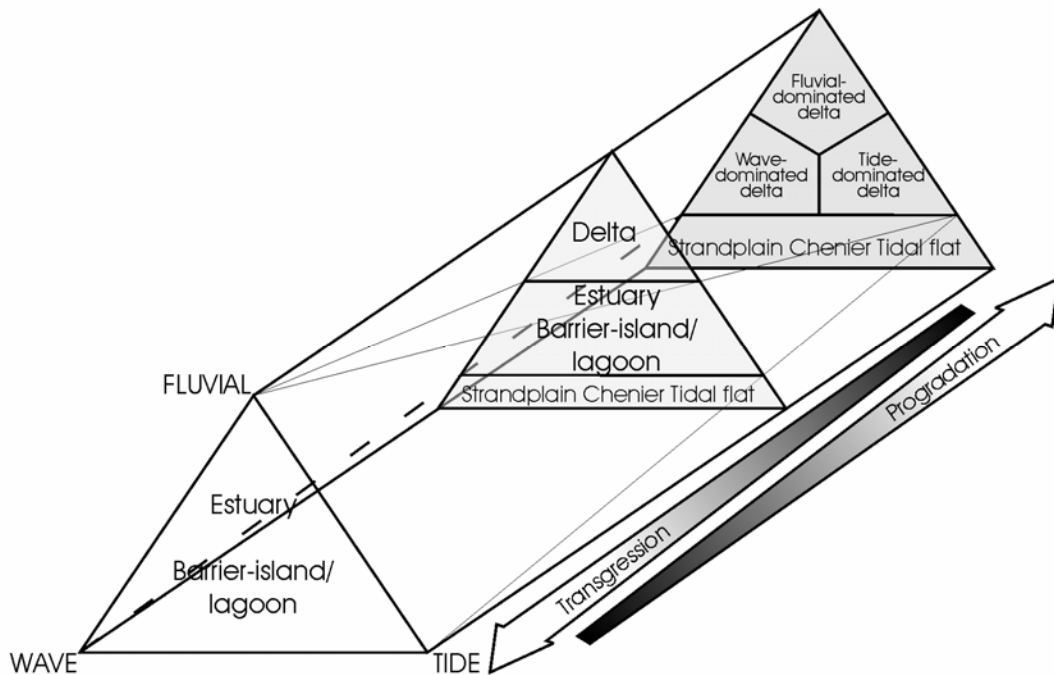 Fluvial-
dominated
delta
Wave-
dominated
delta
Tide-
dominated
delta
Strandplain Chenier Tidal flat
Delta
Estuary
Barrier-island/
lagoon
Strandplain Chenier Tidal flat
FLUVIAL
Estuary
Barrier-island/
lagoon
WAVE
TIDE
Transgression
Progradation